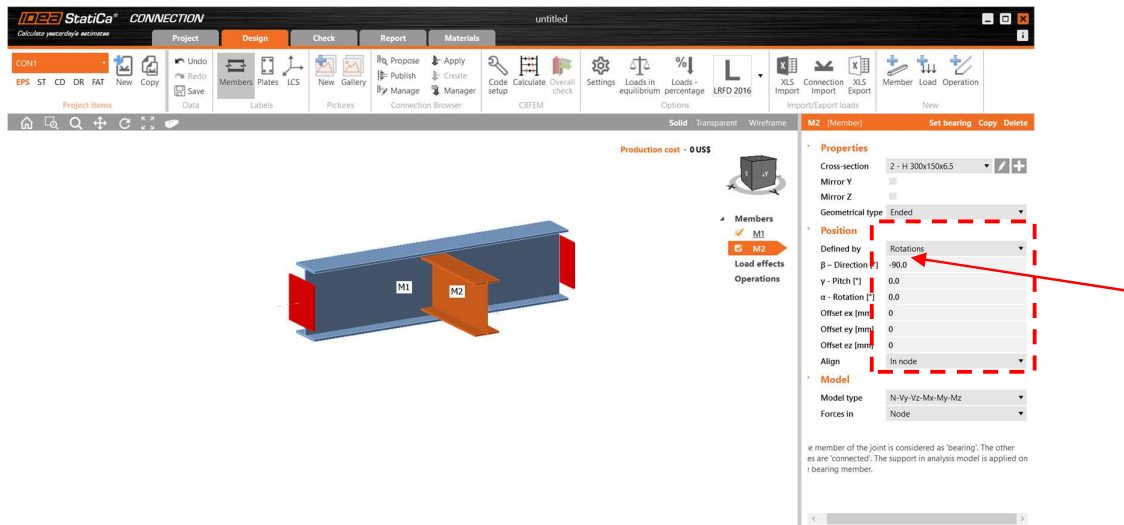 IDEA StatiCa® CONNECTION
untitled
Calculate yesterday's estimates
Project Design Check Report Materials
CON1
EPS ST CD DR FAT
New Copy
Undo
Redo
Save
Members Plates LCS
New Gallery
Propose Apply
Publish Create
Manage Manager
Code setup Calculate Overall check
Settings Loads in equilibrium Loads - percentage LRFD 2016
XLS Import Connection Import XLS Export
Member Load Operation
Project items Data Labels Pictures Connection Browser CBFEM Options Import/Export loads New
Solid Transparent Wireframe
M2 [Member] Set bearing Copy Delete
Production cost - 0 US$
Members
M1
M2
Load effects
Operations
M1
M2
Properties
Cross-section 2 - H 300x150x6.5
Mirror Y
Mirror Z
Geometrical type Ended
Position
Defined by Rotations
β – Direction [°] -90.0
γ - Pitch [°] 0.0
α - Rotation [°] 0.0
Offset ex [mm] 0
Offset ey [mm] 0
Offset ez [mm] 0
Align In node
Model
Model type N-Vy-Vz-Mx-My-Mz
Forces in Node
e member of the joint is considered as 'bearing'. The other
es are 'connected'. The support in analysis model is applied on
bearing member.